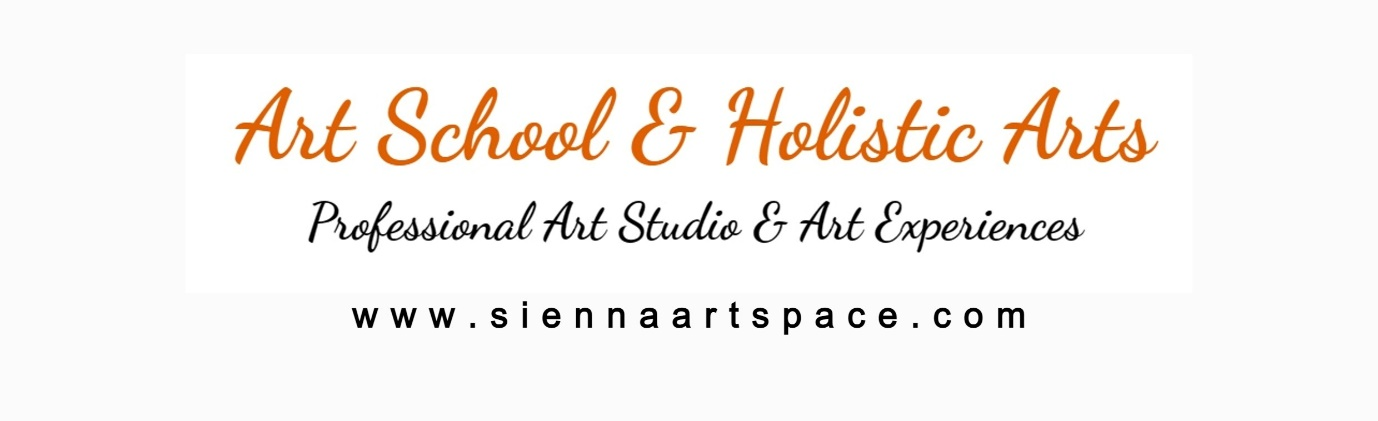 Art School & Holistic Arts
Professional Art Studio & Art Experiences
www.siennaartspace.com